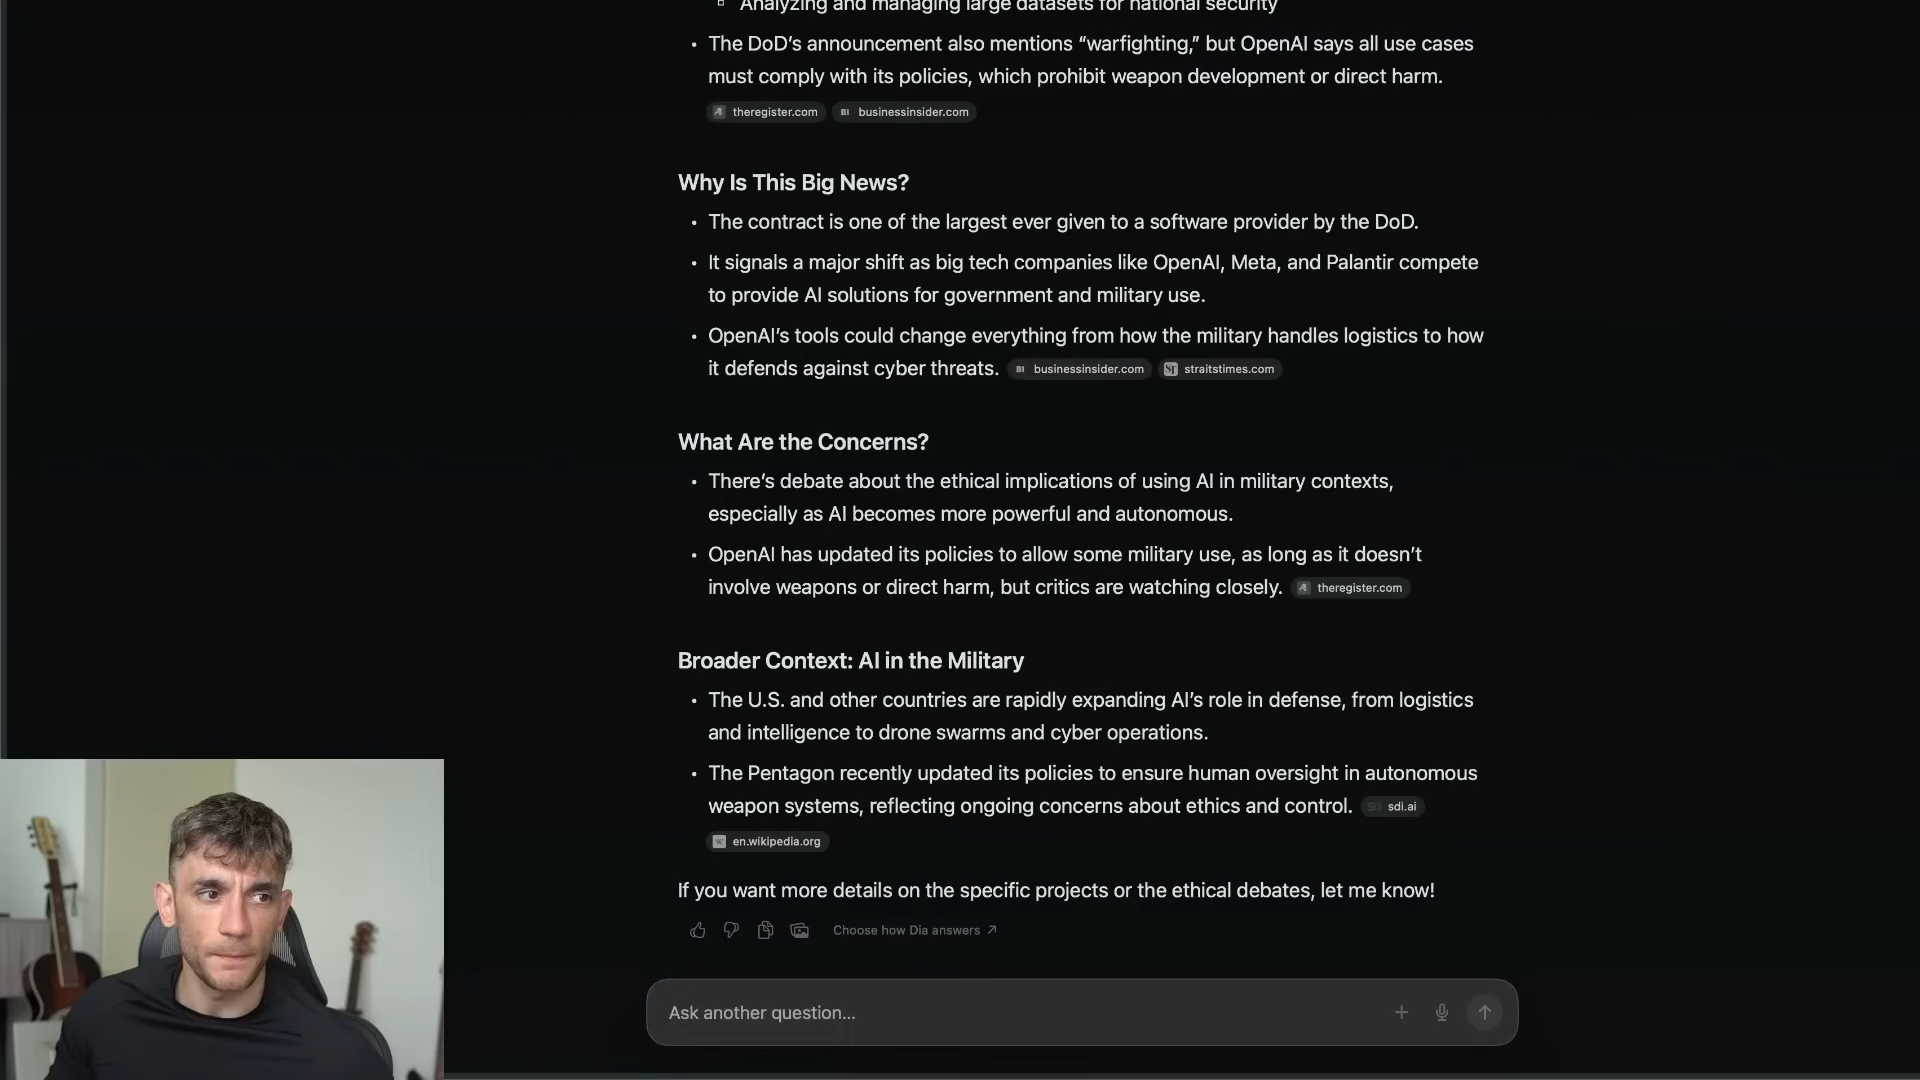 Analyzing and managing large datasets for national security
• The DoD’s announcement also mentions “warfighting,” but OpenAI says all use cases
must comply with its policies, which prohibit weapon development or direct harm.
theregister.com BI businessinsider.com
Why Is This Big News?
• The contract is one of the largest ever given to a software provider by the DoD.
• It signals a major shift as big tech companies like OpenAI, Meta, and Palantir compete
to provide AI solutions for government and military use.
• OpenAI’s tools could change everything from how the military handles logistics to how
it defends against cyber threats. BI businessinsider.com ST straitstimes.com
What Are the Concerns?
• There’s debate about the ethical implications of using AI in military contexts,
especially as AI becomes more powerful and autonomous.
• OpenAI has updated its policies to allow some military use, as long as it doesn’t
involve weapons or direct harm, but critics are watching closely. theregister.com
Broader Context: AI in the Military
• The U.S. and other countries are rapidly expanding AI’s role in defense, from logistics
and intelligence to drone swarms and cyber operations.
• The Pentagon recently updated its policies to ensure human oversight in autonomous
weapon systems, reflecting ongoing concerns about ethics and control. sdi.ai
W en.wikipedia.org
If you want more details on the specific projects or the ethical debates, let me know!
Choose how Dia answers ↗
Ask another question...